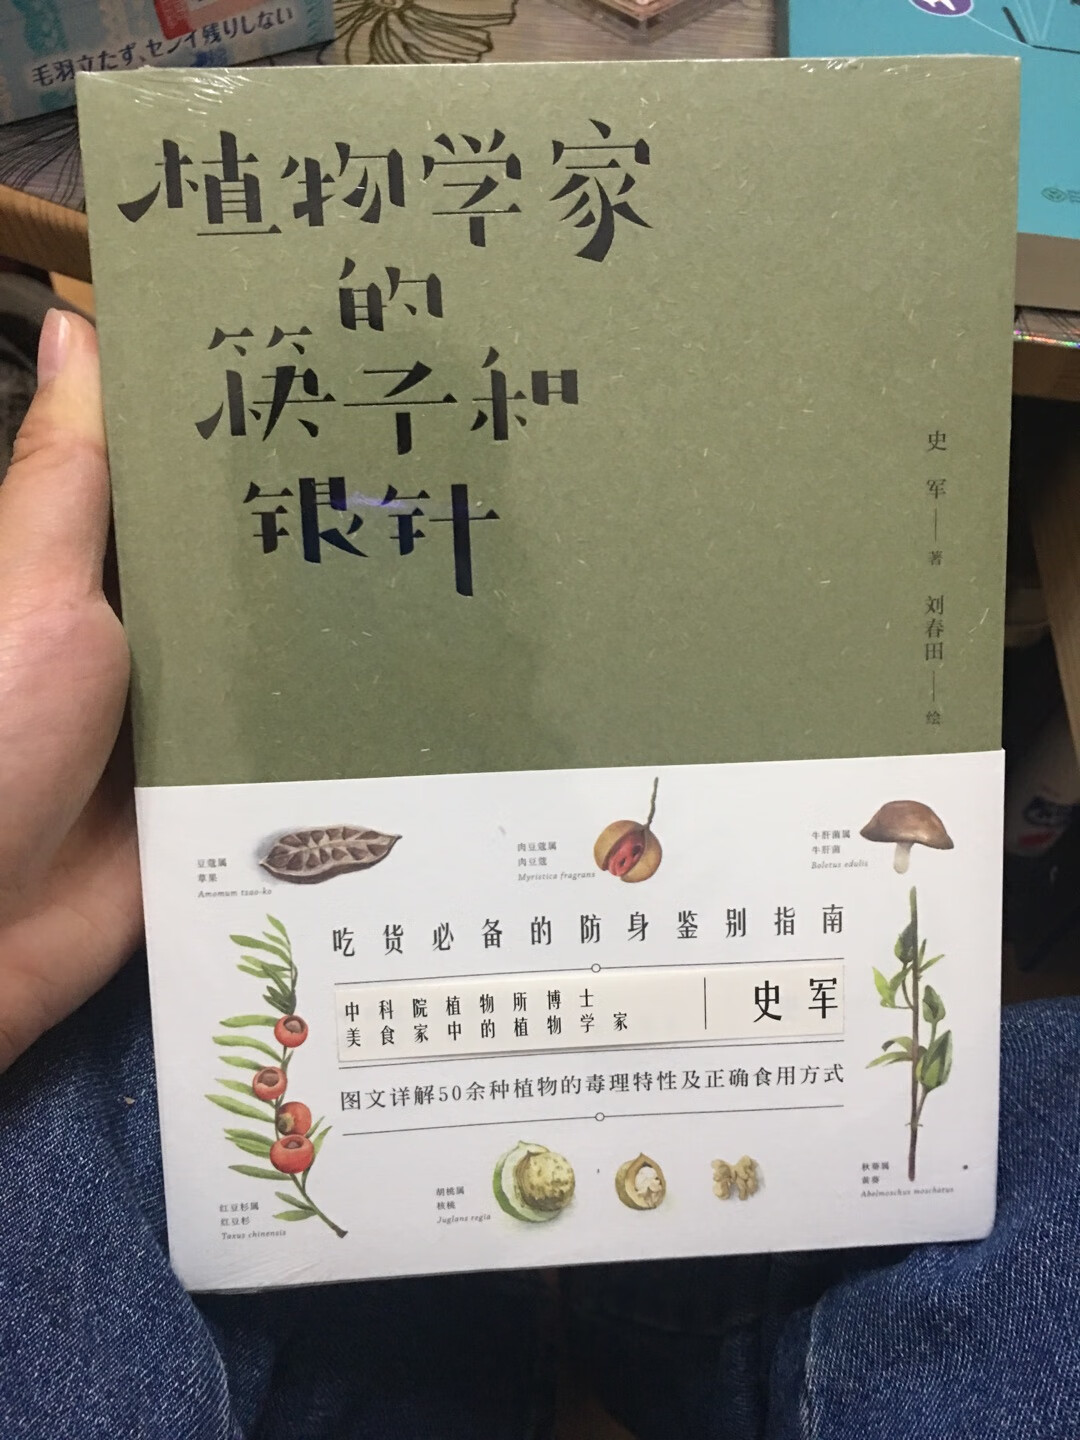 毛羽立たず、センイ残りしない
植物学家
的
筷子和
银针
史军——著 刘春田——绘
豆蔻属
草果
Amomum tsao-ko
肉豆蔻属
肉豆蔻
Myristica fragrans
牛肝菌属
牛肝菌
Boletus edulis
吃货必备的防身鉴别指南
中科院植物所博士
美食家中的植物学家
史军
图文详解50余种植物的毒理特性及正确食用方式
红豆杉属
红豆杉
Taxus chinensis
胡桃属
核桃
Juglans regia
秋葵属
黄葵
Abelmoschus moschatus